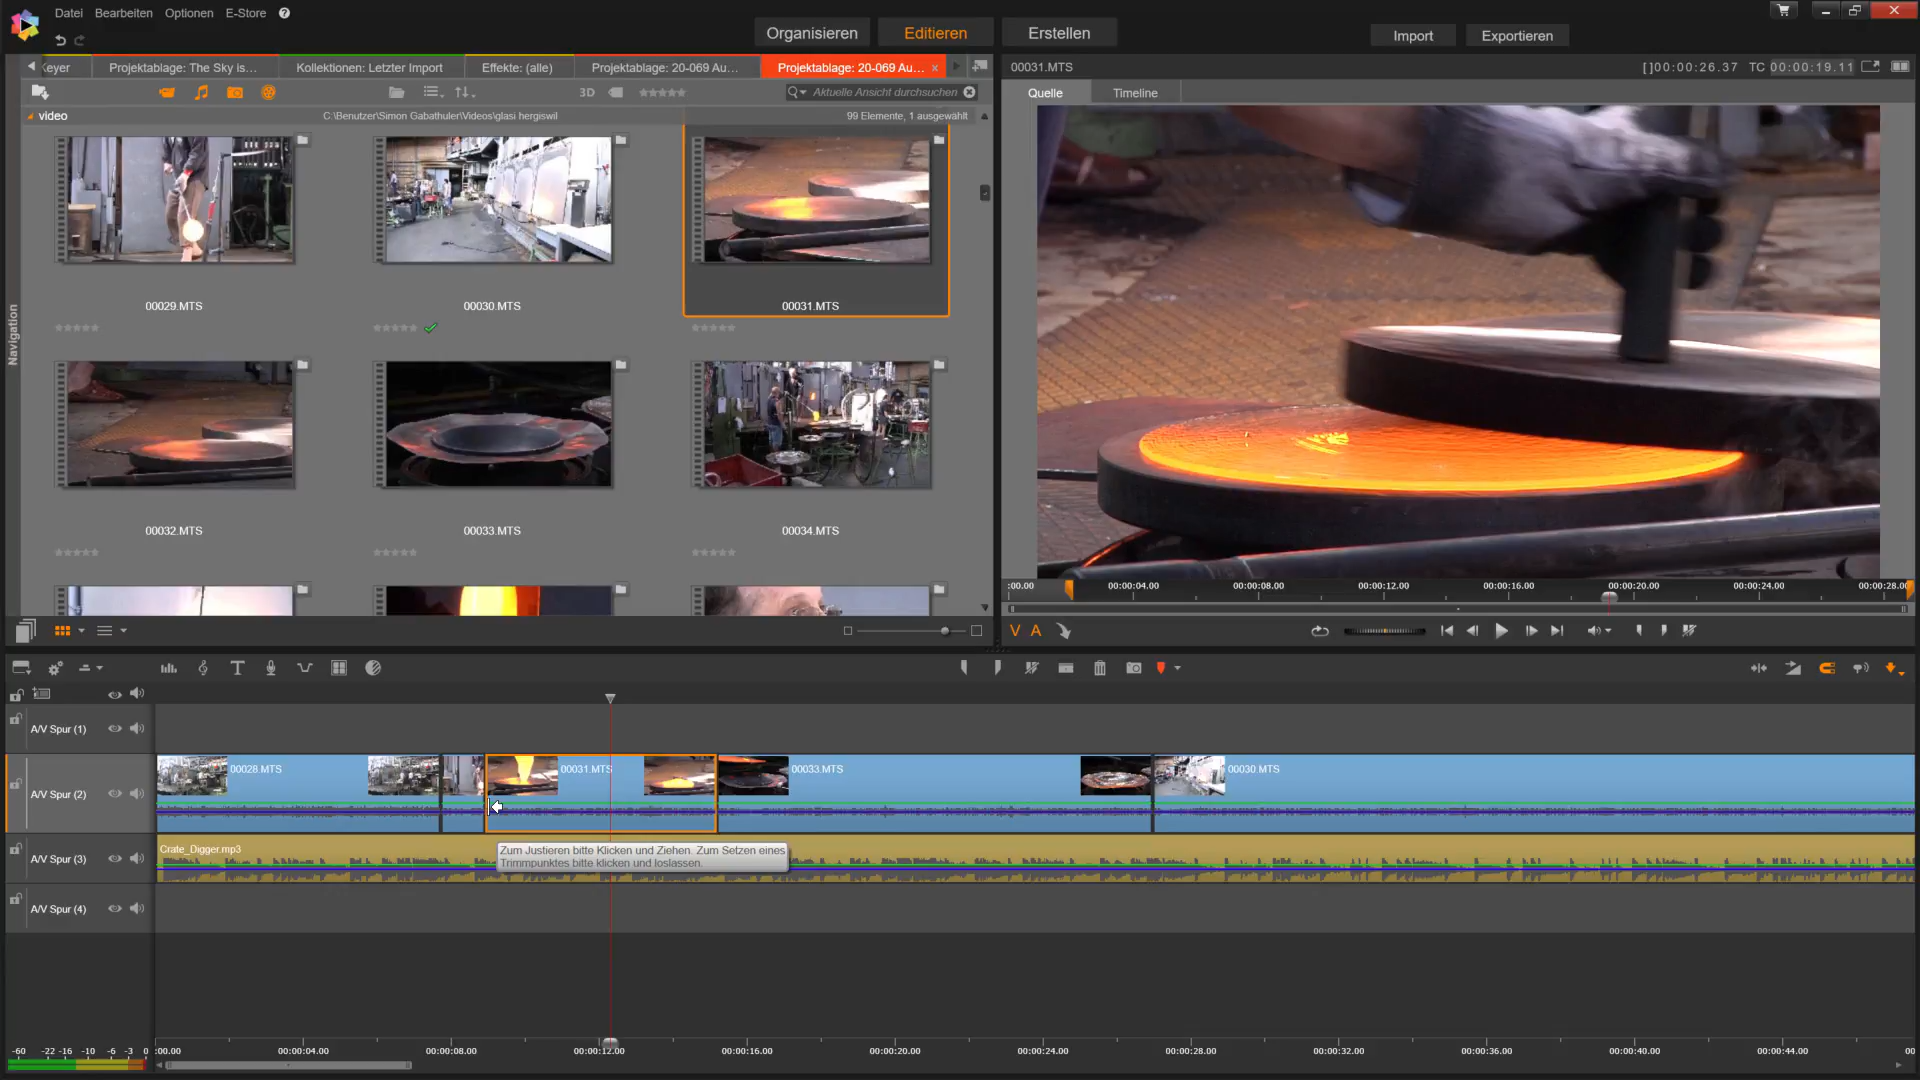 Datei Bearbeiten Optionen E-Store
Organisieren Editieren Erstellen Import Exportieren
Keyer Projektablage: The Sky is... Kollektionen: Letzter Import Effekte: (alle) Projektablage: 20-069 Au... Projektablage: 20-069 Au... ×
00031.MTS []00:00:26.37 TC 00:00:19.11
3D Aktuelle Ansicht durchsuchen Quelle Timeline
video C:\Benutzer\Simon Gabathuler\Videos\glasi hergiswil 99 Elemente, 1 ausgewählt
00029.MTS 00030.MTS 00031.MTS
Navigation
00032.MTS 00033.MTS 00034.MTS
:00.00 00:00:04.00 00:00:08.00 00:00:12.00 00:00:16.00 00:00:20.00 00:00:24.00 00:00:28.00
V A
A/V Spur (1)
00028.MTS 00031.MTS 00033.MTS 00030.MTS
A/V Spur (2)
Crate_Digger.mp3
A/V Spur (3)
Zum Justieren bitte Klicken und Ziehen. Zum Setzen eines
Trimmpunktes bitte klicken und loslassen.
A/V Spur (4)
-60 -22 -16 -10 -6 -3 0 :00.00 00:00:04.00 00:00:08.00 00:00:12.00 00:00:16.00 00:00:20.00 00:00:24.00 00:00:28.00 00:00:32.00 00:00:36.00 00:00:40.00 00:00:44.00 00